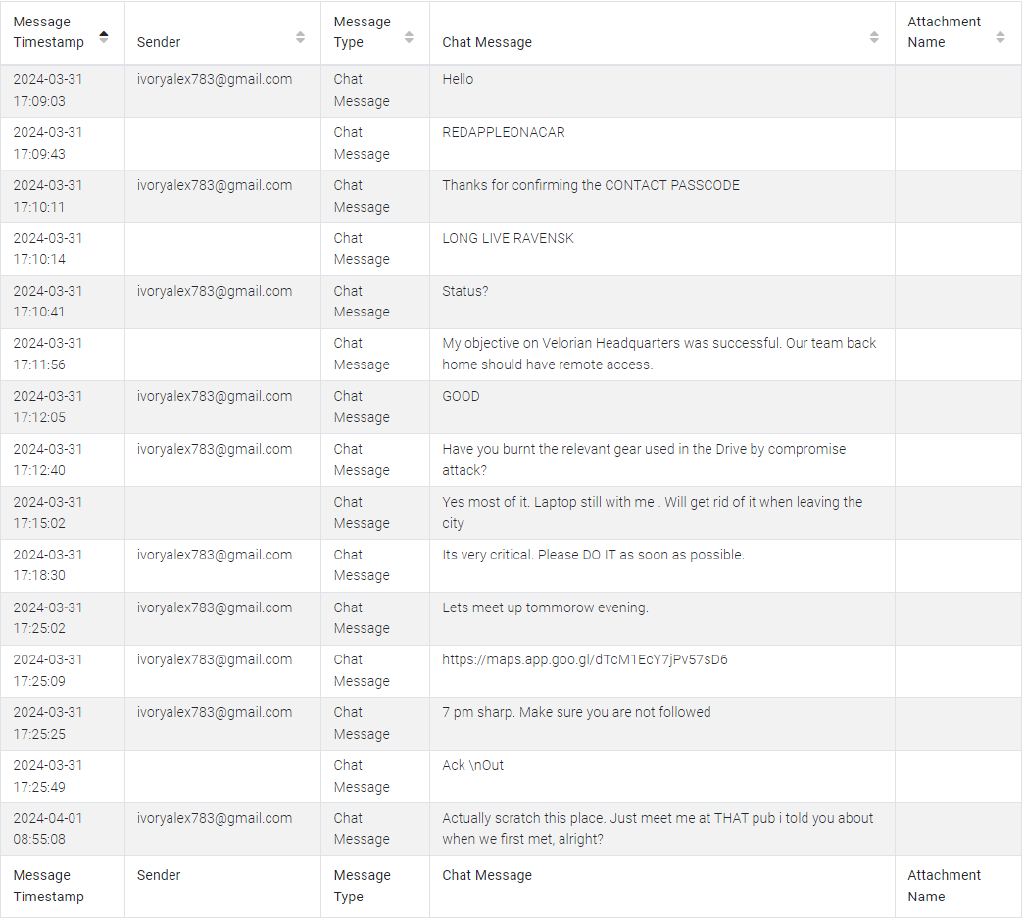 Message Timestamp Sender Message Type Chat Message Attachment Name
2024-03-31 17:09:03 ivoryalex783@gmail.com Chat Message Hello
2024-03-31 17:09:43 Chat Message REDAPPLEONACAR
2024-03-31 17:10:11 ivoryalex783@gmail.com Chat Message Thanks for confirming the CONTACT PASSCODE
2024-03-31 17:10:14 Chat Message LONG LIVE RAVENSK
2024-03-31 17:10:41 ivoryalex783@gmail.com Chat Message Status?
2024-03-31 17:11:56 Chat Message My objective on Velorian Headquarters was successful. Our team back home should have remote access.
2024-03-31 17:12:05 ivoryalex783@gmail.com Chat Message GOOD
2024-03-31 17:12:40 ivoryalex783@gmail.com Chat Message Have you burnt the relevant gear used in the Drive by compromise attack?
2024-03-31 17:15:02 Chat Message Yes most of it. Laptop still with me . Will get rid of it when leaving the city
2024-03-31 17:18:30 ivoryalex783@gmail.com Chat Message Its very critical. Please DO IT as soon as possible.
2024-03-31 17:25:02 ivoryalex783@gmail.com Chat Message Lets meet up tommorow evening.
2024-03-31 17:25:09 ivoryalex783@gmail.com Chat Message https://maps.app.goo.gl/dTcM1EcY7jPv57sD6
2024-03-31 17:25:25 ivoryalex783@gmail.com Chat Message 7 pm sharp. Make sure you are not followed
2024-03-31 17:25:49 Chat Message Ack \nOut
2024-04-01 08:55:08 ivoryalex783@gmail.com Chat Message Actually scratch this place. Just meet me at THAT pub i told you about when we first met, alright?
Message Timestamp Sender Message Type Chat Message Attachment Name